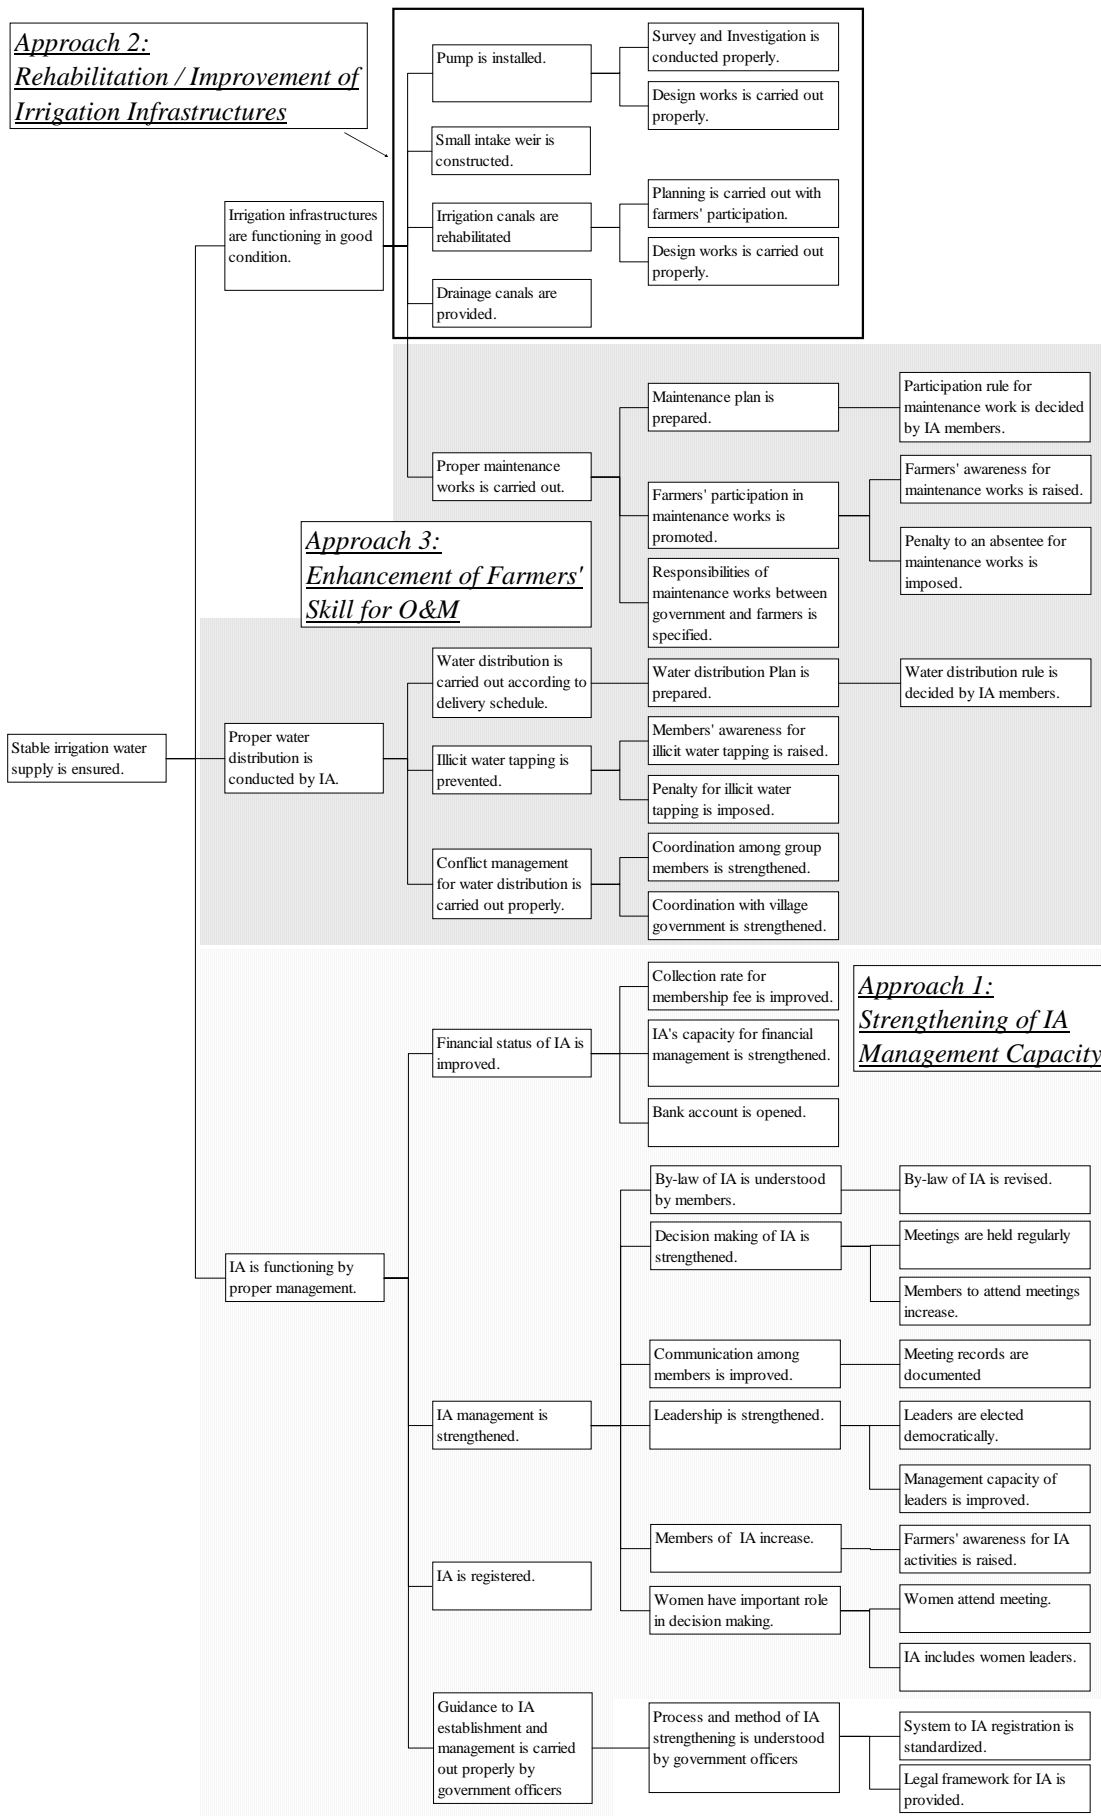 Approach 2:
Rehabilitation / Improvement of
Irrigation Infrastructures
Pump is installed.
Survey and Investigation is
conducted properly.
Design works is carried out
properly.
Small intake weir is
constructed.
Irrigation infrastructures
are functioning in good
condition.
Irrigation canals are
rehabilitated
Planning is carried out with
farmers' participation.
Design works is carried out
properly.
Drainage canals are
provided.
Maintenance plan is
prepared.
Participation rule for
maintenance work is decided
by IA members.
Proper maintenance
works is carried out.
Farmers' participation in
maintenance works is
promoted.
Farmers' awareness for
maintenance works is raised.
Penalty to an absentee for
maintenance works is
imposed.
Approach 3:
Enhancement of Farmers'
Skill for O&M
Responsibilities of
maintenance works between
government and farmers is
specified.
Water distribution is
carried out according to
delivery schedule.
Water distribution Plan is
prepared.
Water distribution rule is
decided by IA members.
Stable irrigation water
supply is ensured.
Proper water
distribution is
conducted by IA.
Illicit water tapping is
prevented.
Members' awareness for
illicit water tapping is raised.
Penalty for illicit water
tapping is imposed.
Conflict management
for water distribution is
carried out properly.
Coordination among group
members is strengthened.
Coordination with village
government is strengthened.
Approach 1:
Strengthening of IA
Management Capacity
Financial status of IA is
improved.
Collection rate for
membership fee is improved.
IA's capacity for financial
management is strengthened.
Bank account is opened.
IA is functioning by
proper management.
By-law of IA is understood
by members.
By-law of IA is revised.
Decision making of IA is
strengthened.
Meetings are held regularly
Members to attend meetings
increase.
Communication among
members is improved.
Meeting records are
documented
IA management is
strengthened.
Leadership is strengthened.
Leaders are elected
democratically.
Management capacity of
leaders is improved.
Members of  IA increase.
Farmers' awareness for IA
activities is raised.
IA is registered.
Women have important role
in decision making.
Women attend meeting.
IA includes women leaders.
Guidance to IA
establishment and
management is carried
out properly by
government officers
Process and method of IA
strengthening is understood
by government officers
System to IA registration is
standardized.
Legal framework for IA is
provided.